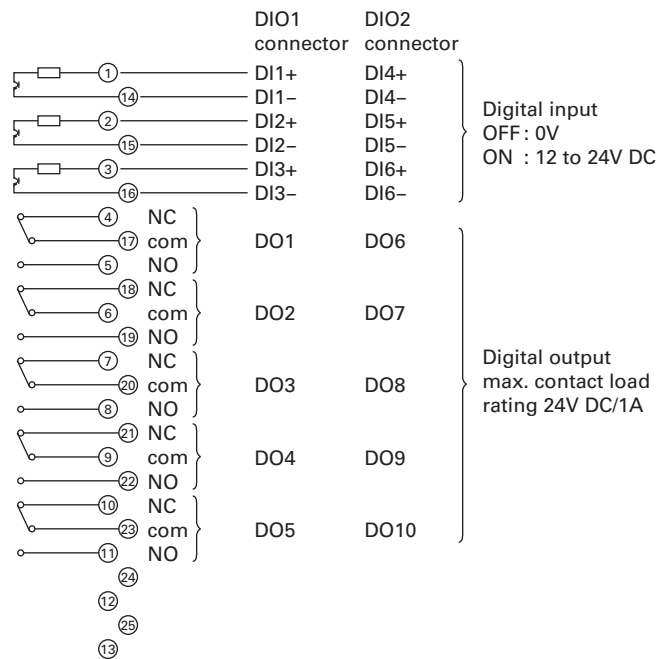 DIO1 DIO2
connector connector
① DI1+ DI4+
⑭ DI1− DI4−
② DI2+ DI5+
⑮ DI2− DI5−
③ DI3+ DI6+
⑯ DI3− DI6−
Digital input
OFF : 0V
ON : 12 to 24V DC
④ NC
⑰ com DO1 DO6
⑤ NO
⑱ NC
⑥ com DO2 DO7
⑲ NO
⑦ NC
⑳ com DO3 DO8
⑧ NO
㉑ NC
⑨ com DO4 DO9
㉒ NO
⑩ NC
㉓ com DO5 DO10
⑪ NO
Digital output
max. contact load
rating 24V DC/1A
㉔
⑫
㉕
⑬